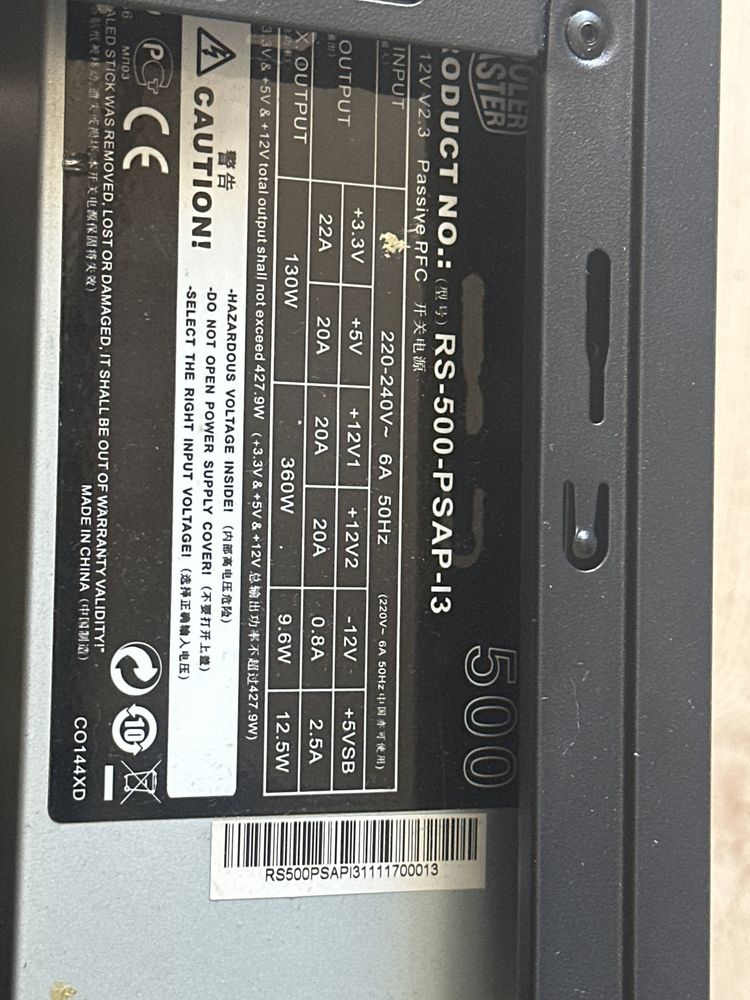 500
RODUCT NO.: (型号) RS-500-PSAP-I3
12V V2.3 Passive PFC 开关电源
INPUT 220-240V~ 6A 50Hz (220V~ 6A 50Hz 中国亦可使用)
OUTPUT +3.3V +5V +12V1 +12V2 -12V +5VSB
22A 20A 20A 20A 0.8A 2.5A
X. OUTPUT 130W 360W 9.6W 12.5W
3.3V & +5V & +12V total output shall not exceed 427.9W (+3.3V & +5V & +12V 总输出功率不超过427.9W)
警告
CAUTION!
-HAZARDOUS VOLTAGE INSIDE! (内部高电压危险)
-DO NOT OPEN POWER SUPPLY COVER! (不要打开上盖)
-SELECT THE RIGHT INPUT VOLTAGE! (选择正确输入电压)
CE
10
МЛ03
ALED STICK WAS REMOVED, LOST OR DAMAGED, IT SHALL BE OUT OF WARRANTY VALIDITY!"
MADE IN CHINA (中国制造)
CO144XD
RS500PSAPI31111700013